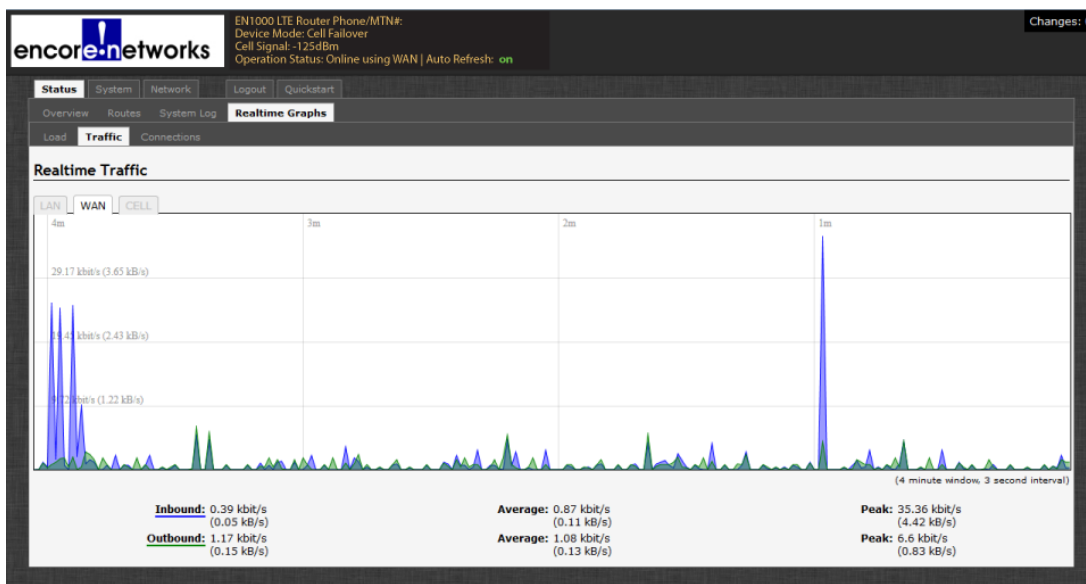 encore!networks
EN1000 LTE Router Phone/MTN#:
Device Mode: Cell Failover
Cell Signal: -125dBm
Operation Status: Online using WAN | Auto Refresh: on
Changes:
Status System Network Logout Quickstart
Overview Routes System Log Realtime Graphs
Load Traffic Connections
Realtime Traffic
LAN WAN CELL
4m 3m 2m 1m
29.17 kbit/s (3.65 kB/s)
19.45 kbit/s (2.43 kB/s)
9.72 kbit/s (1.22 kB/s)
(4 minute window, 3 second interval)
Inbound: 0.39 kbit/s Average: 0.87 kbit/s Peak: 35.36 kbit/s
(0.05 kB/s) (0.11 kB/s) (4.42 kB/s)
Outbound: 1.17 kbit/s Average: 1.08 kbit/s Peak: 6.6 kbit/s
(0.15 kB/s) (0.13 kB/s) (0.83 kB/s)